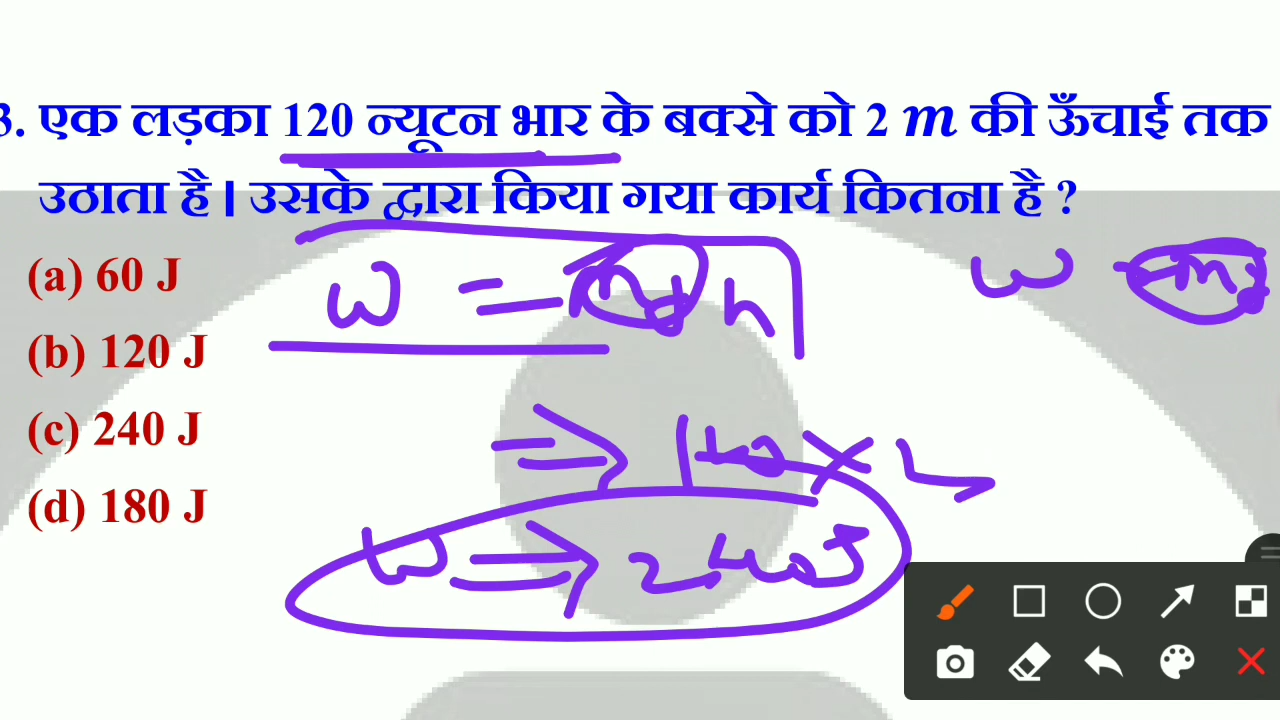 3. एक लड़का 120 न्यूटन भार के बक्से को 2 m की ऊँचाई तक
उठाता है। उसके द्वारा किया गया कार्य कितना है ?
(a) 60 J
W = mgh
W = mg
(b) 120 J
(c) 240 J
⇒ 120 × 2
(d) 180 J
W ⇒ 240J